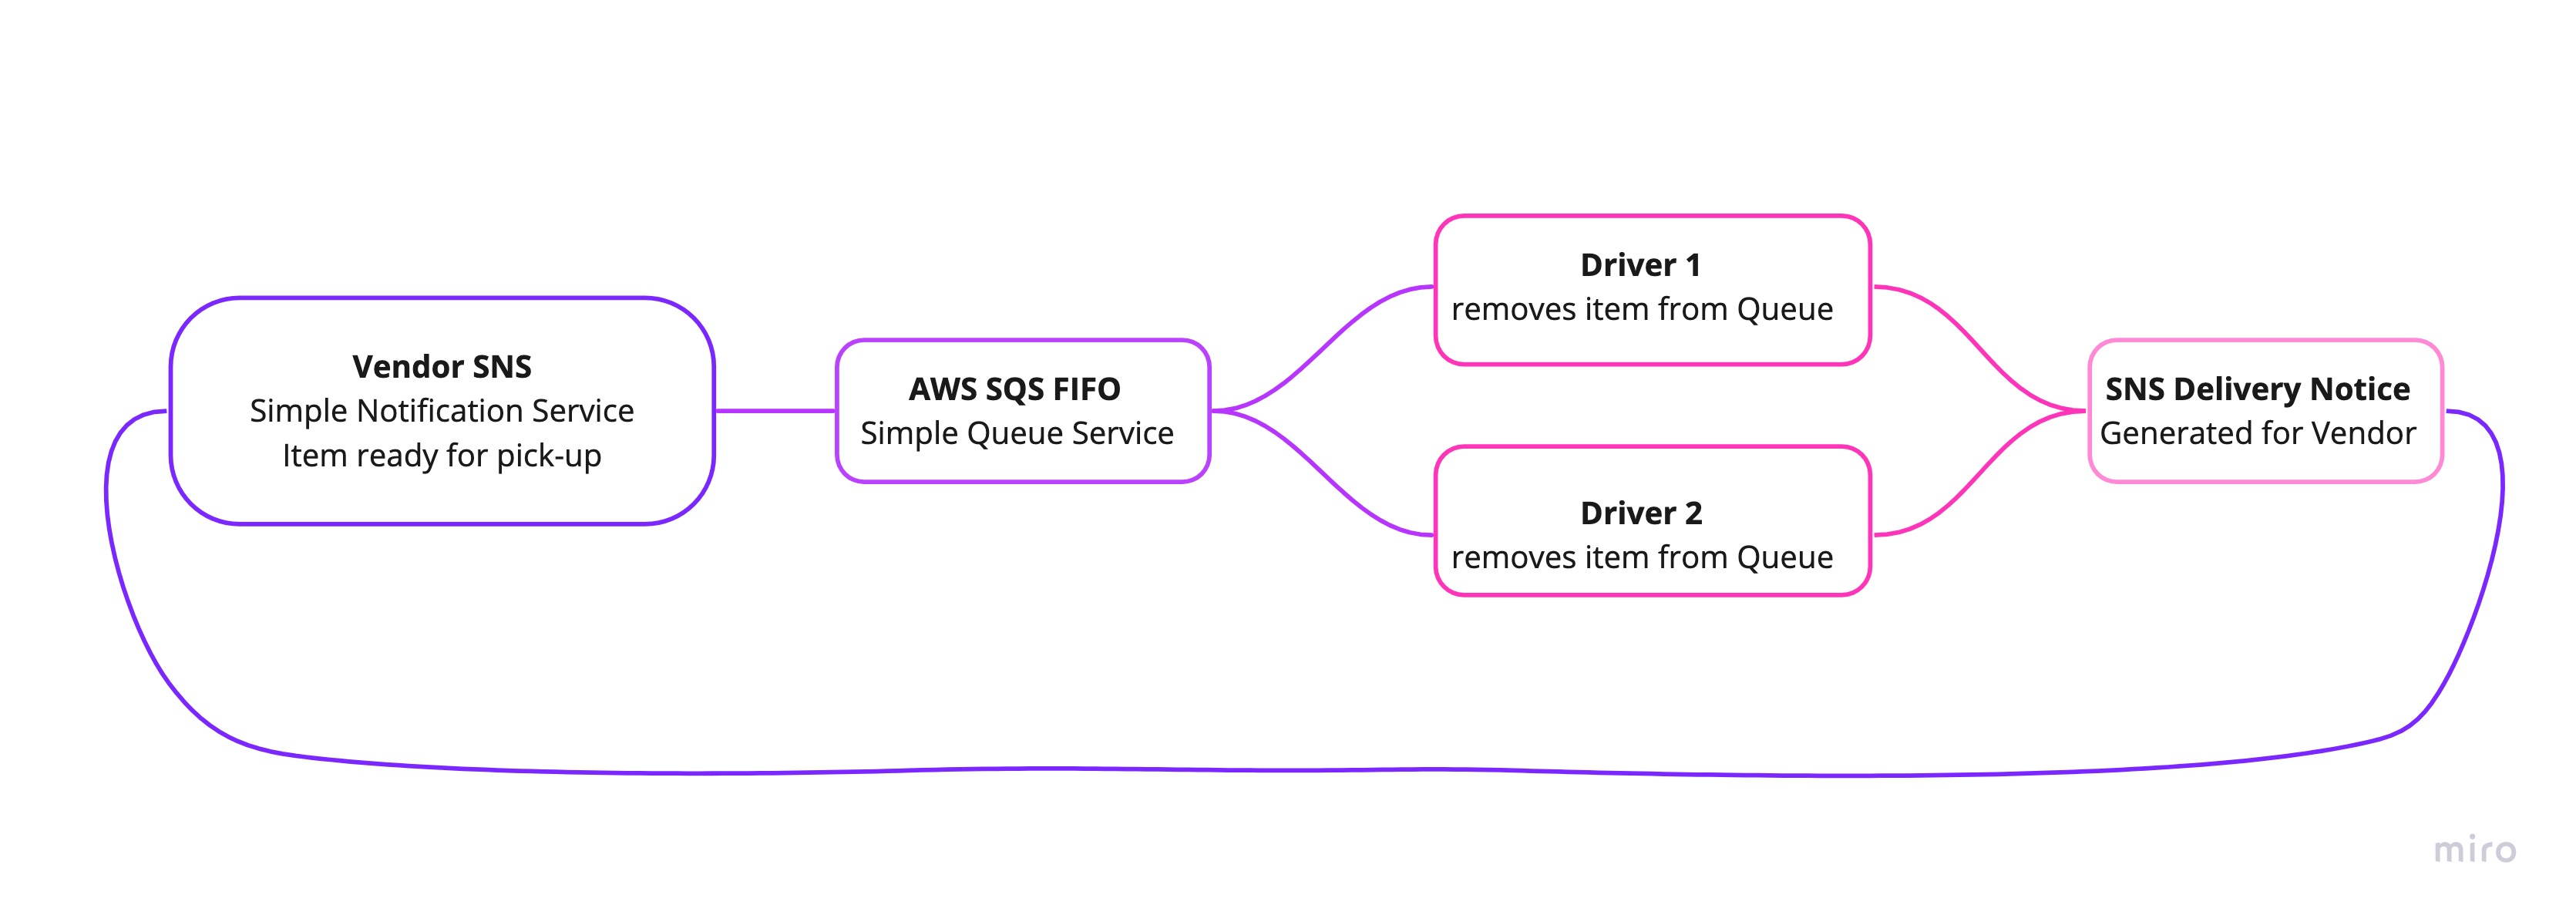 Vendor SNS
Simple Notification Service
Item ready for pick-up
AWS SQS FIFO
Simple Queue Service
Driver 1
removes item from Queue
Driver 2
removes item from Queue
SNS Delivery Notice
Generated for Vendor
miro